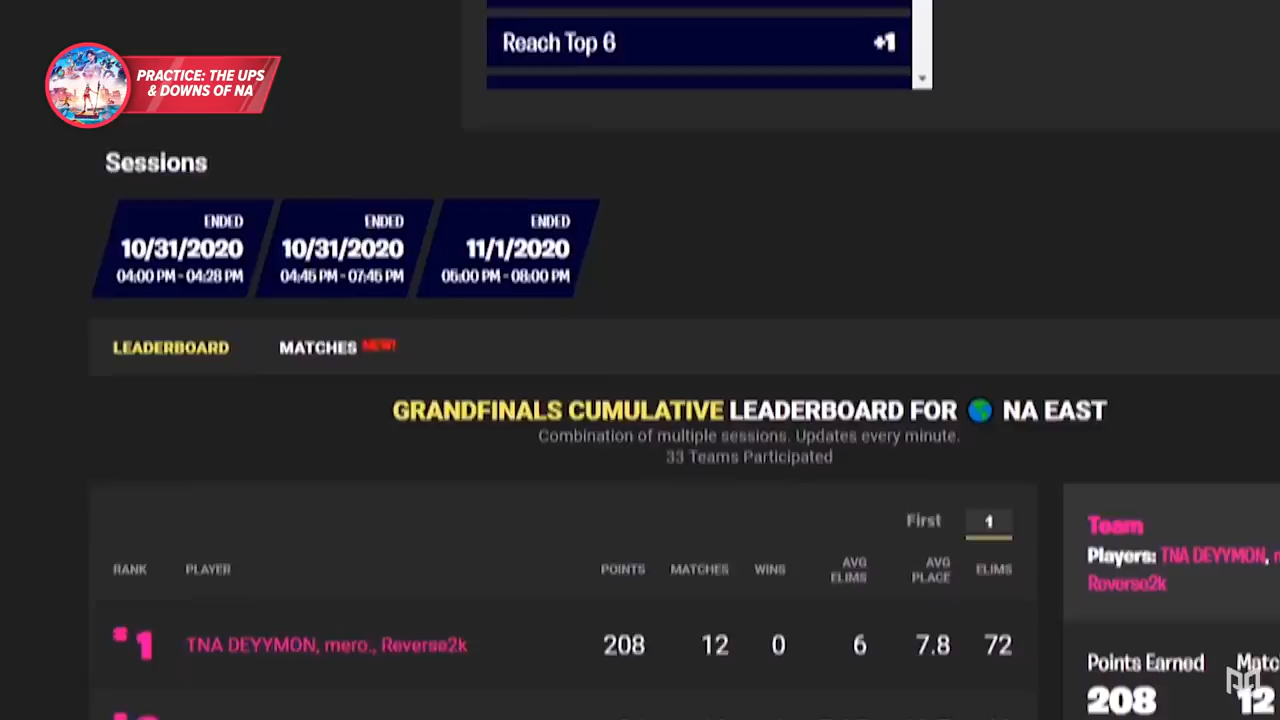 Reach Top 6 +1
PRACTICE: THE UPS
& DOWNS OF NA
Sessions
ENDED ENDED ENDED
10/31/2020 10/31/2020 11/1/2020
04:00 PM - 04:28 PM 04:45 PM - 07:45 PM 05:00 PM - 08:00 PM
LEADERBOARD MATCHES NEW!
GRANDFINALS CUMULATIVE LEADERBOARD FOR NA EAST
Combination of multiple sessions. Updates every minute.
33 Teams Participated
First 1
RANK PLAYER POINTS MATCHES WINS AVG ELIMS AVG PLACE ELIMS
#1 TNA DEYYMON, mero., Reverse2k 208 12 0 6 7.8 72
Team
Players: TNA DEYYMON,
Reverse2k
Points Earned Matc
208 12